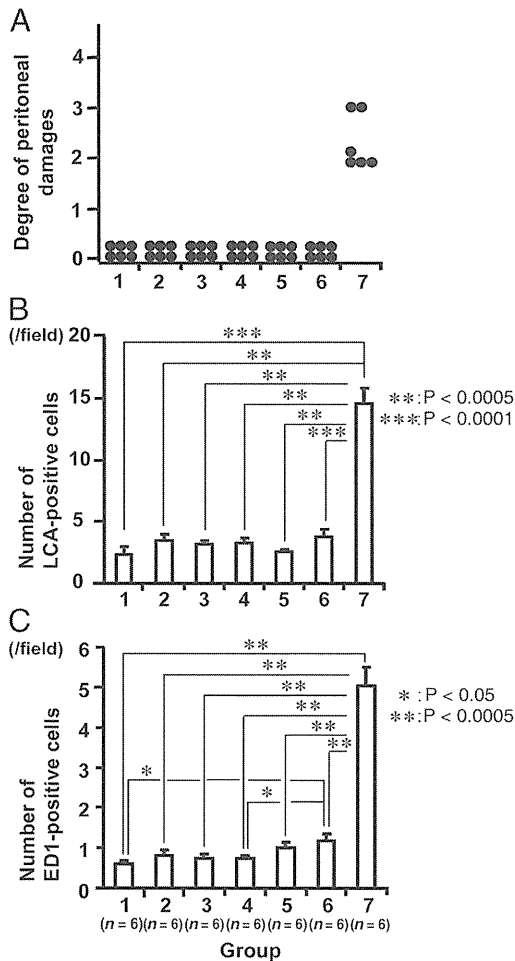 A
Degree of peritoneal
damages
4
3
2
1
0
1 2 3 4 5 6 7
B
(/field)
Number of
LCA-positive cells
20
15
10
5
0
***
**
**
**
**
***
**:P < 0.0005
***:P < 0.0001
1 2 3 4 5 6 7
C
(/field)
Number of
ED1-positive cells
6
5
4
3
2
1
0
**
**
**
**
**
**
*
*
* :P < 0.05
**:P < 0.0005
1 2 3 4 5 6 7
(n = 6) (n = 6) (n = 6) (n = 6) (n = 6) (n = 6) (n = 6)
Group